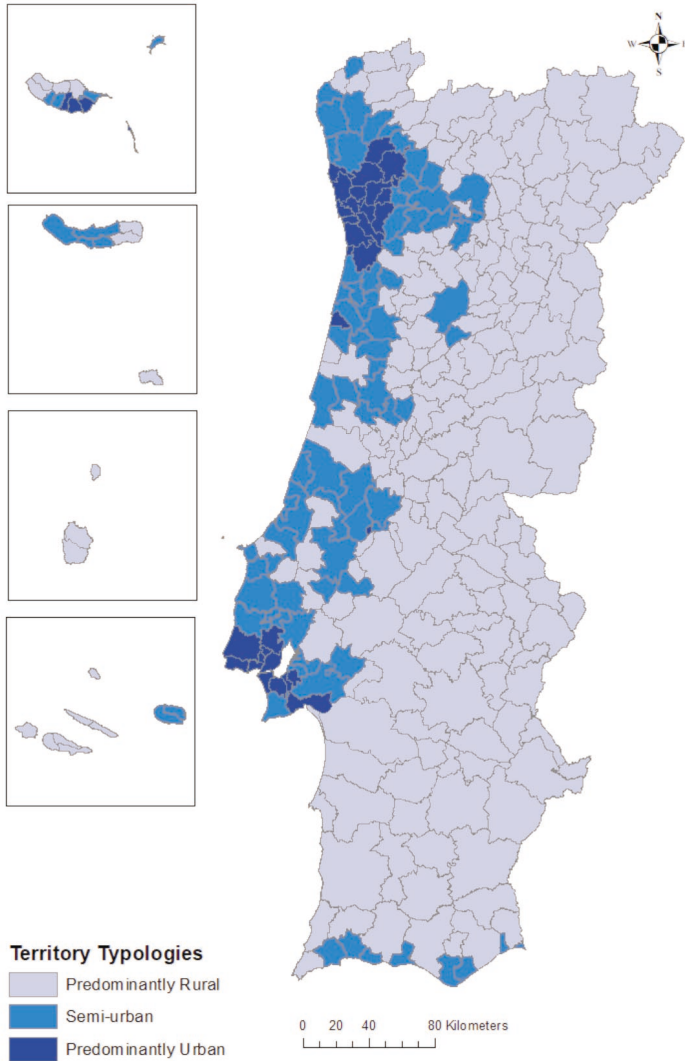 N
W E
S
Territory Typologies
Predominantly Rural
Semi-urban
Predominantly Urban
0 20 40 80 Kilometers